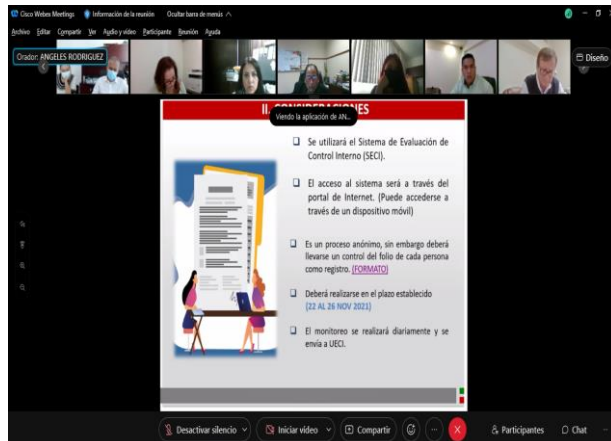 Cisco Webex Meetings
Información de la reunión
Ocultar barra de menús
Archivo Editar Compartir Ver Audio y video Participante Reunión Ayuda
Orador: ANGELES RODRIGUEZ
Diseño
II. CONSIDERACIONES
Viendo la aplicación de AN...
Se utilizará el Sistema de Evaluación de
Control Interno (SECI).
El acceso al sistema será a través del
portal de Internet. (Puede accederse a
través de un dispositivo móvil)
Es un proceso anónimo, sin embargo deberá
llevarse un control del folio de cada persona
como registro. (FORMATO)
Deberá realizarse en el plazo establecido
(22 AL 26 NOV 2021)
El monitoreo se realizará diariamente y se
envía a UECI.
Desactivar silencio
Iniciar video
Compartir
Participantes
Chat